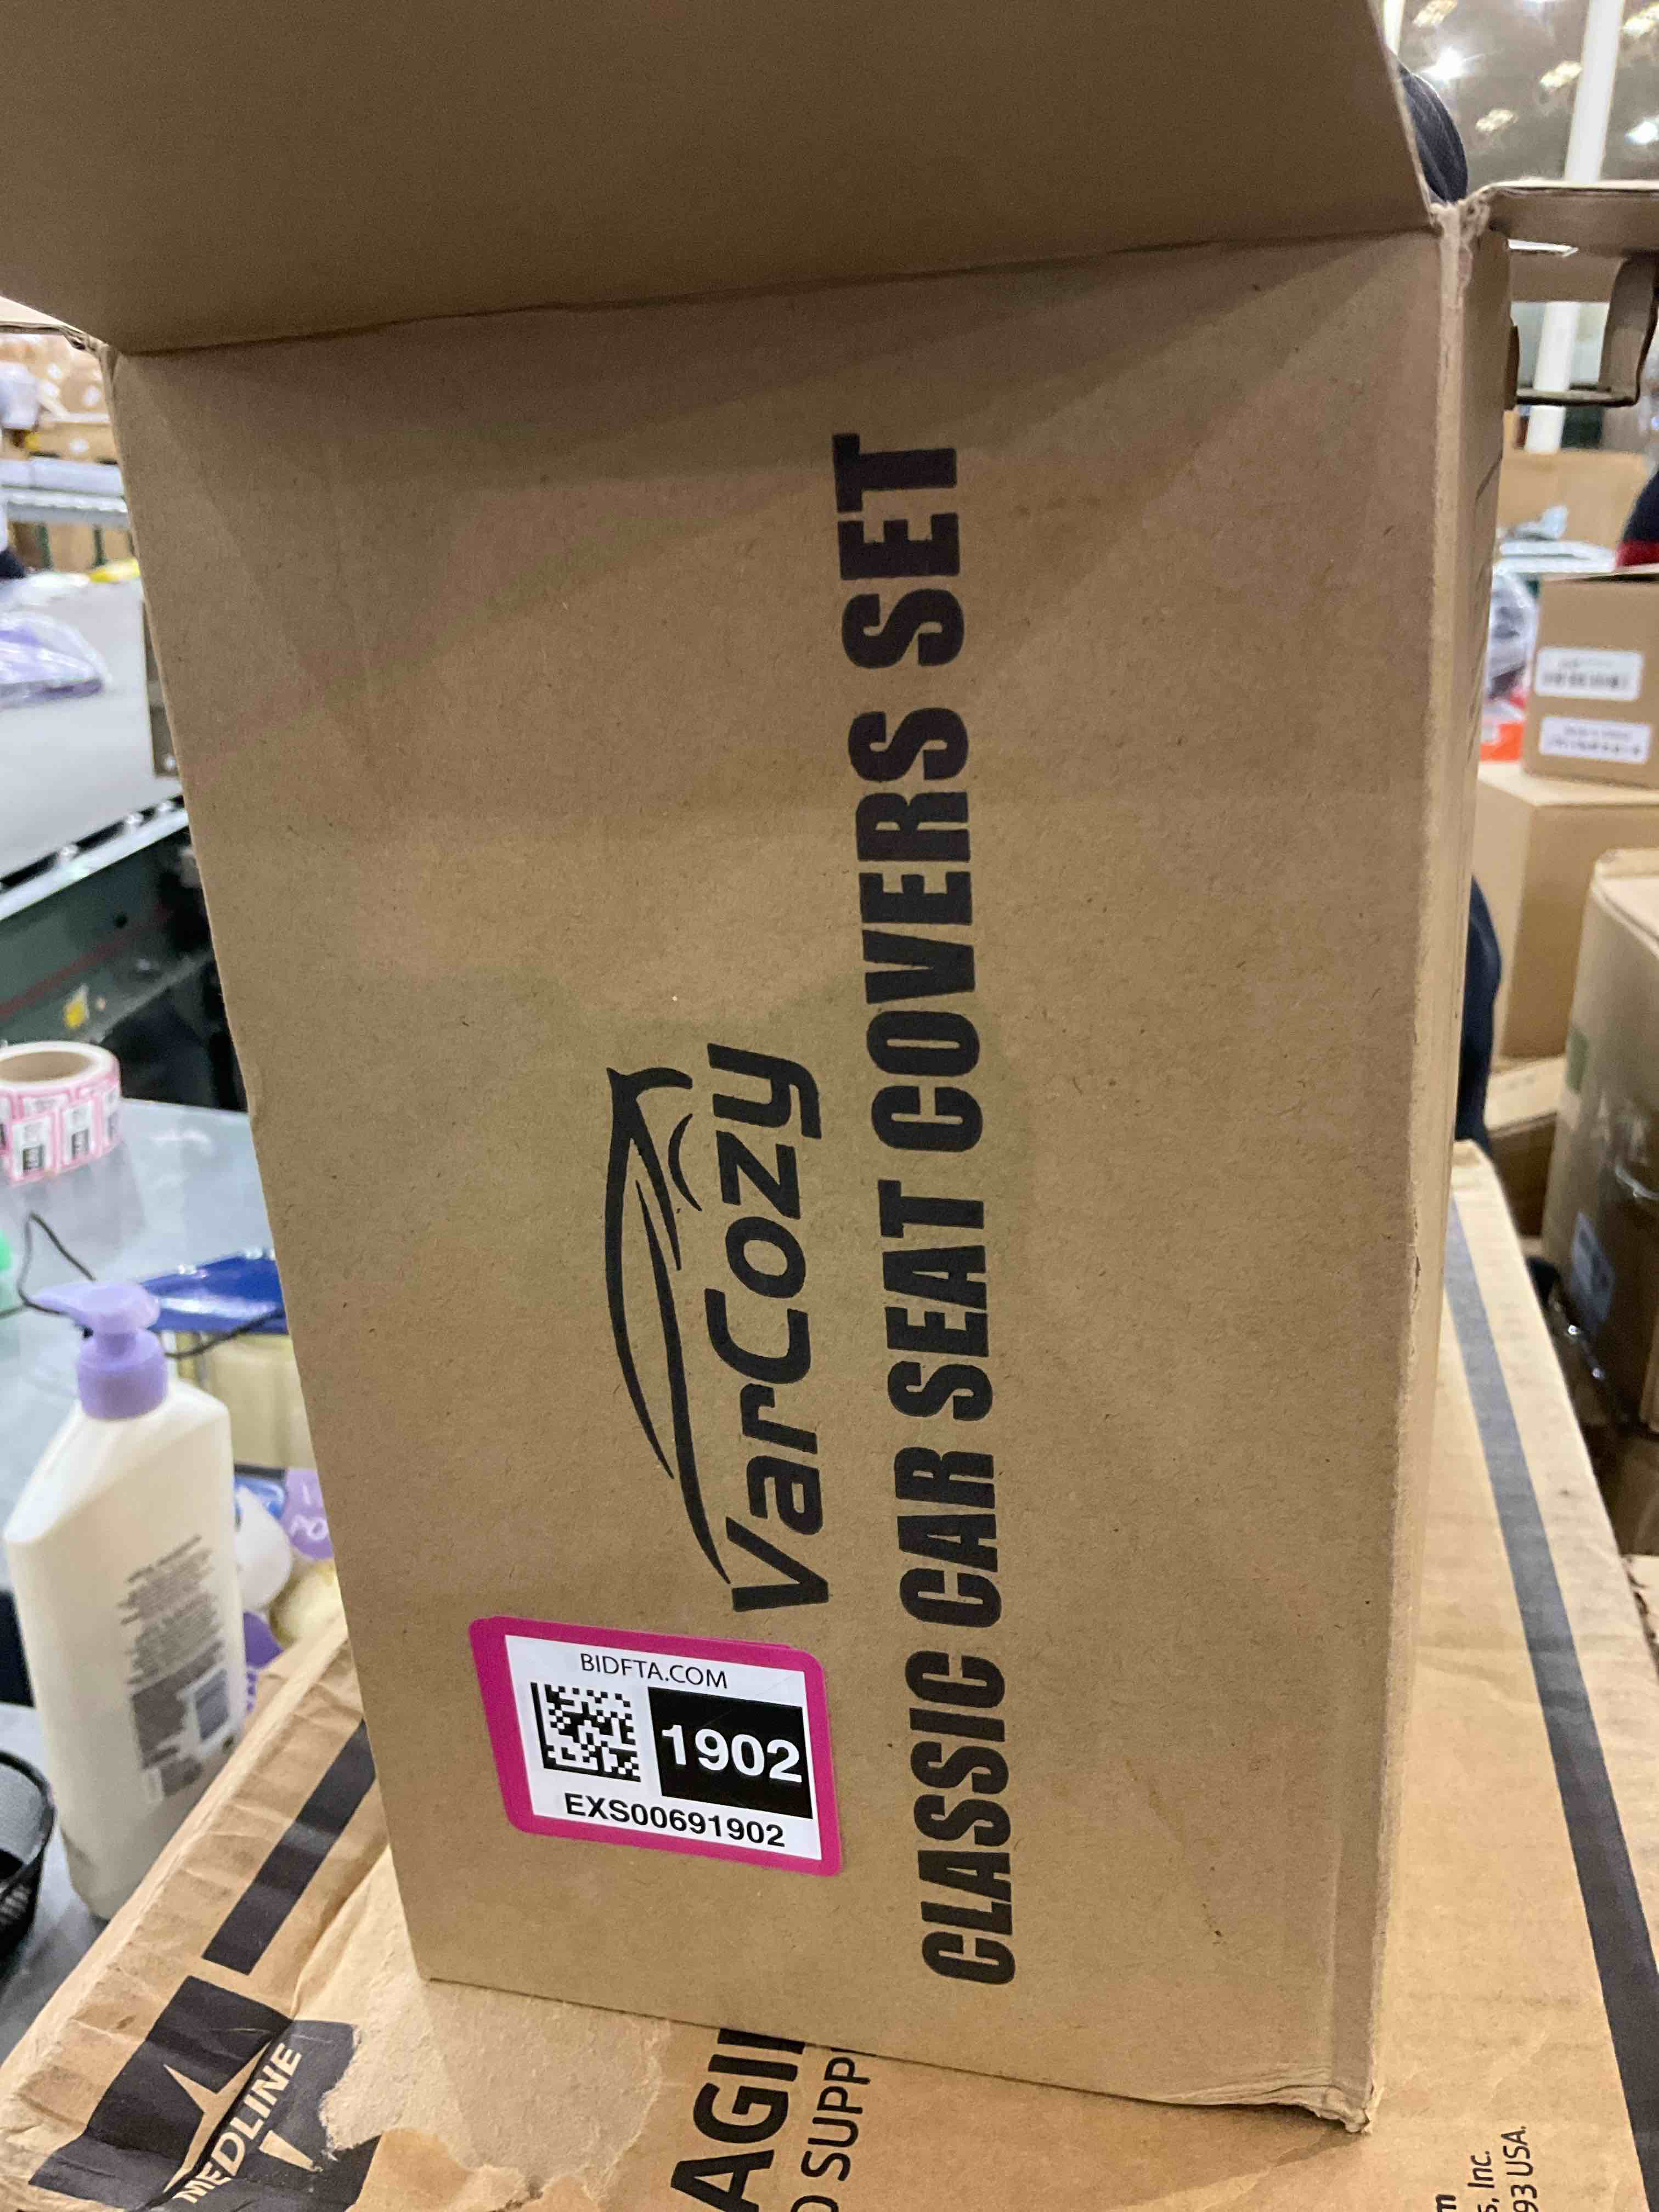 VarCozy
CLASSIC CAR SEAT COVERS SET
BIDFTA.COM
1902
EXS00691902
MEDLINE
AGI
SUPP
, Inc.
93 USA.